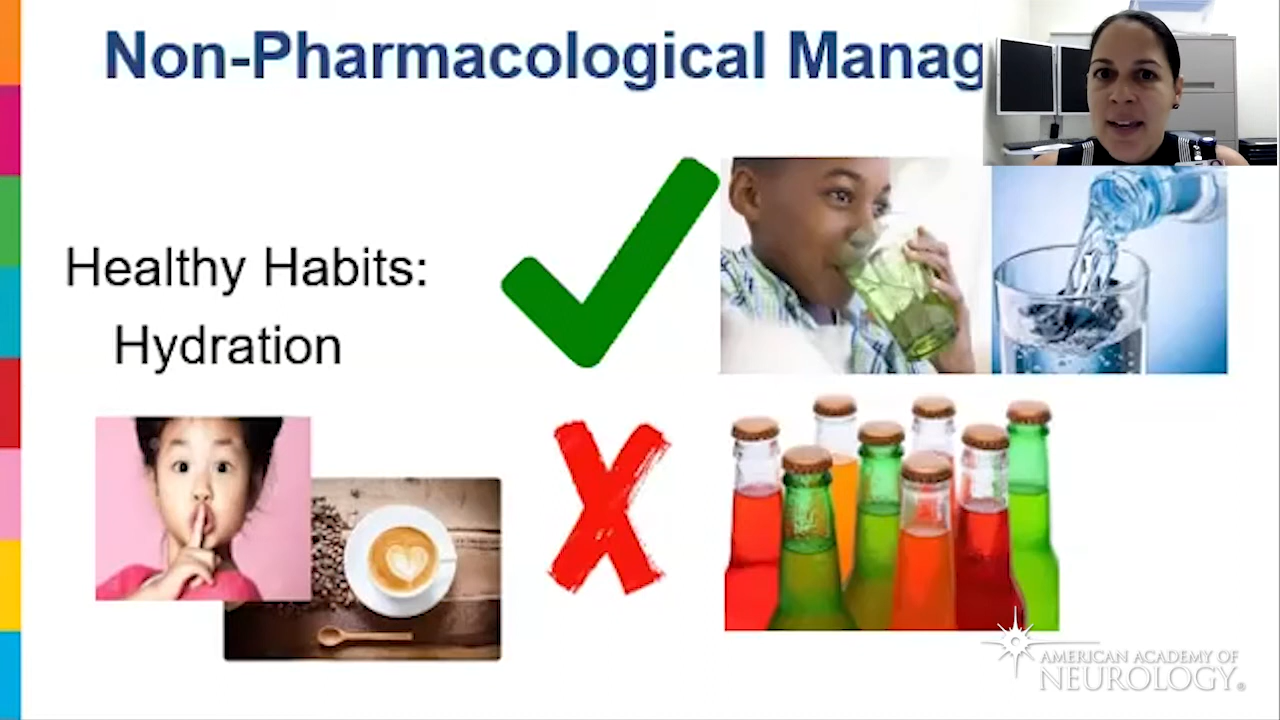 Non-Pharmacological Manag
Healthy Habits:
Hydration
AMERICAN ACADEMY OF
NEUROLOGY®